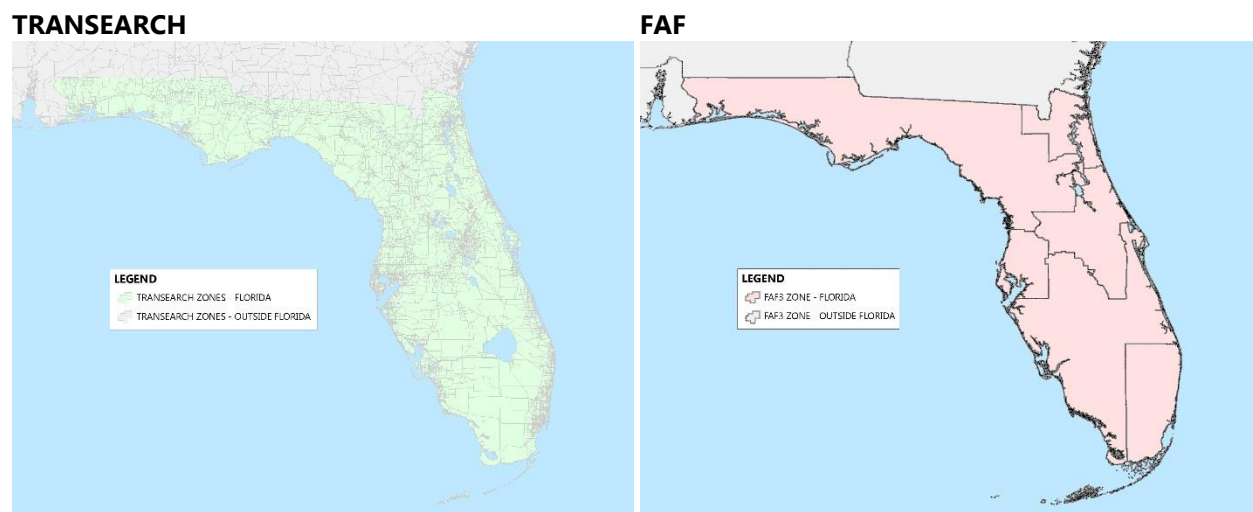 TRANSEARCH
FAF
LEGEND
TRANSEARCH ZONES - FLORIDA
TRANSEARCH ZONES - OUTSIDE FLORIDA
LEGEND
FAF3 ZONE - FLORIDA
FAF3 ZONE OUTSIDE FLORIDA